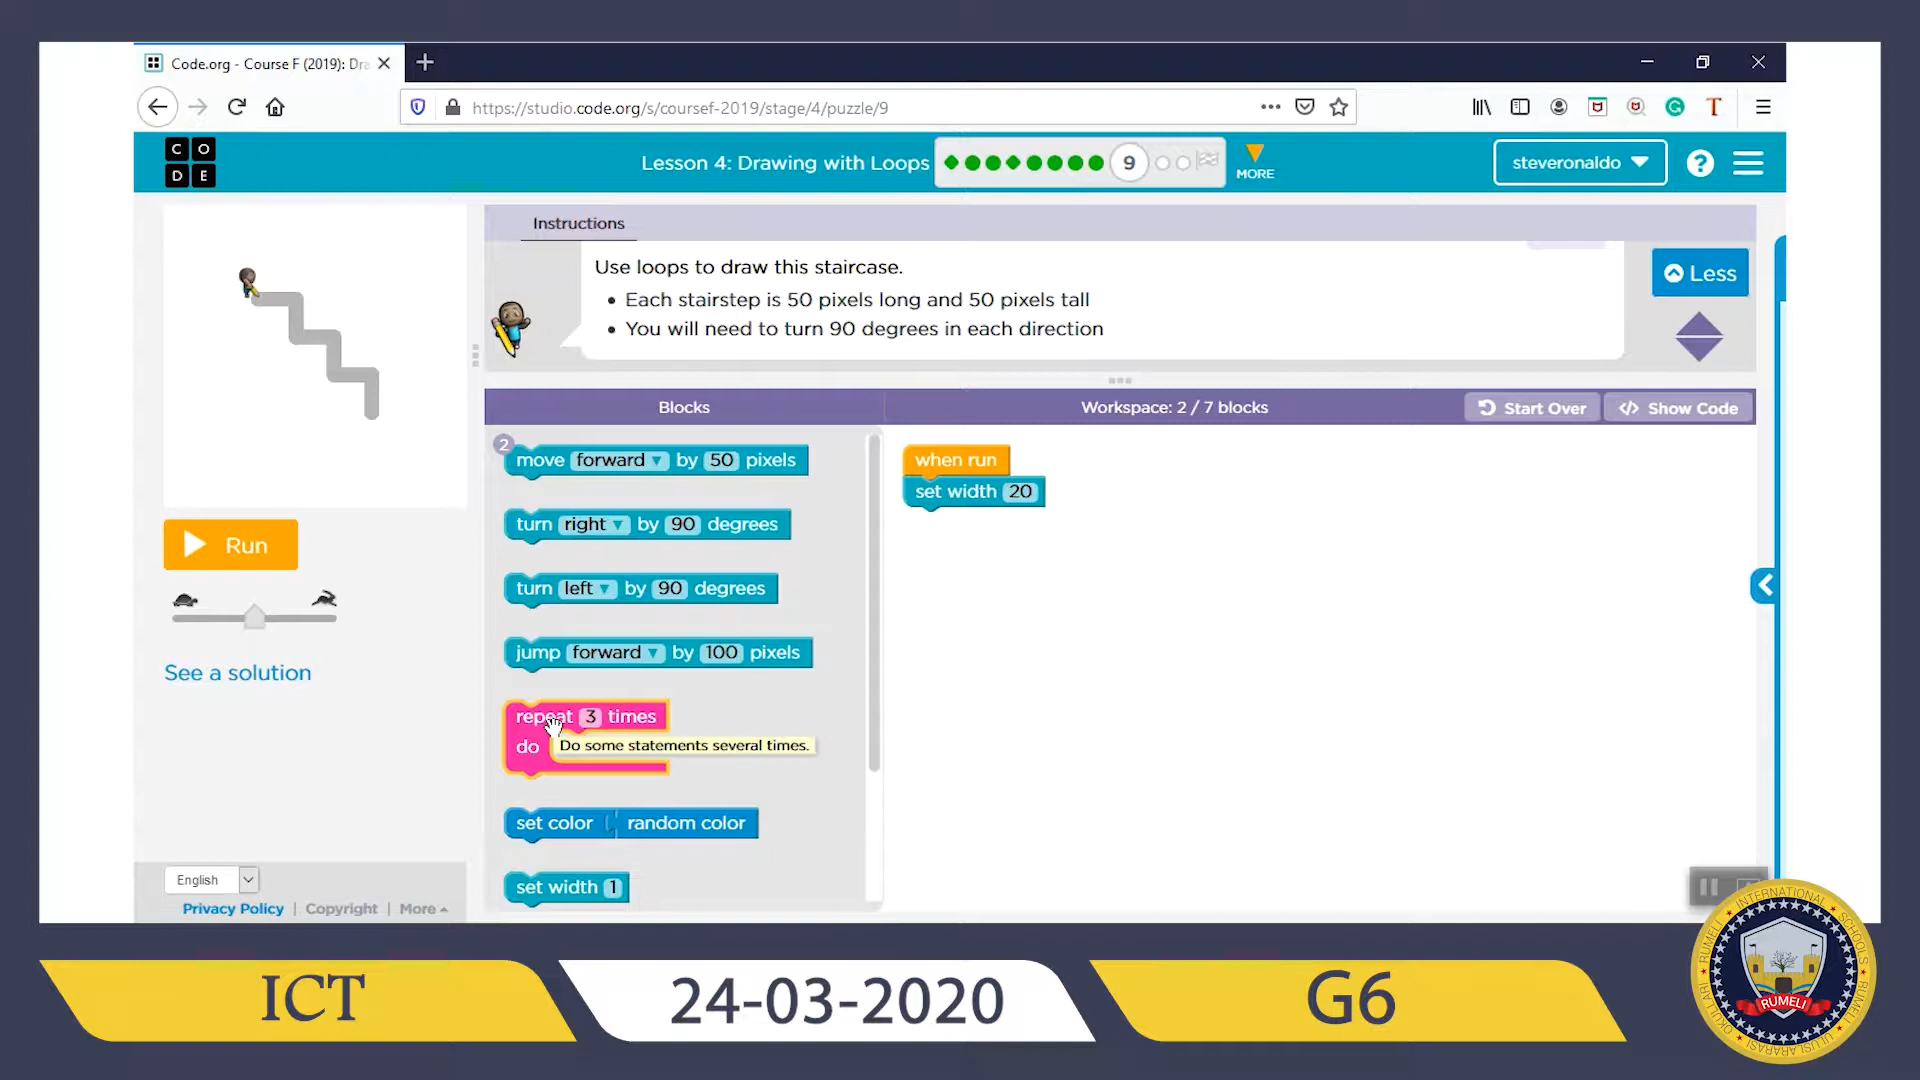 Code.org - Course F (2019): Dra
https://studio.code.org/s/coursef-2019/stage/4/puzzle/9
C O
D E
Lesson 4: Drawing with Loops
9
MORE
steveronaldo
?
Instructions
Use loops to draw this staircase.
• Each stairstep is 50 pixels long and 50 pixels tall
• You will need to turn 90 degrees in each direction
Less
Blocks
Workspace: 2 / 7 blocks
Start Over
</> Show Code
2
move forward by 50 pixels
turn right by 90 degrees
turn left by 90 degrees
jump forward by 100 pixels
repeat 3 times
do
Do some statements several times.
set color random color
set width 1
when run
set width 20
Run
See a solution
English
Privacy Policy | Copyright | More
ICT
24-03-2020
G6
RUMELİ INTERNATIONAL SCHOOLS
RUMELİ ULUSLARARASI OKULLARI
RUMELİ